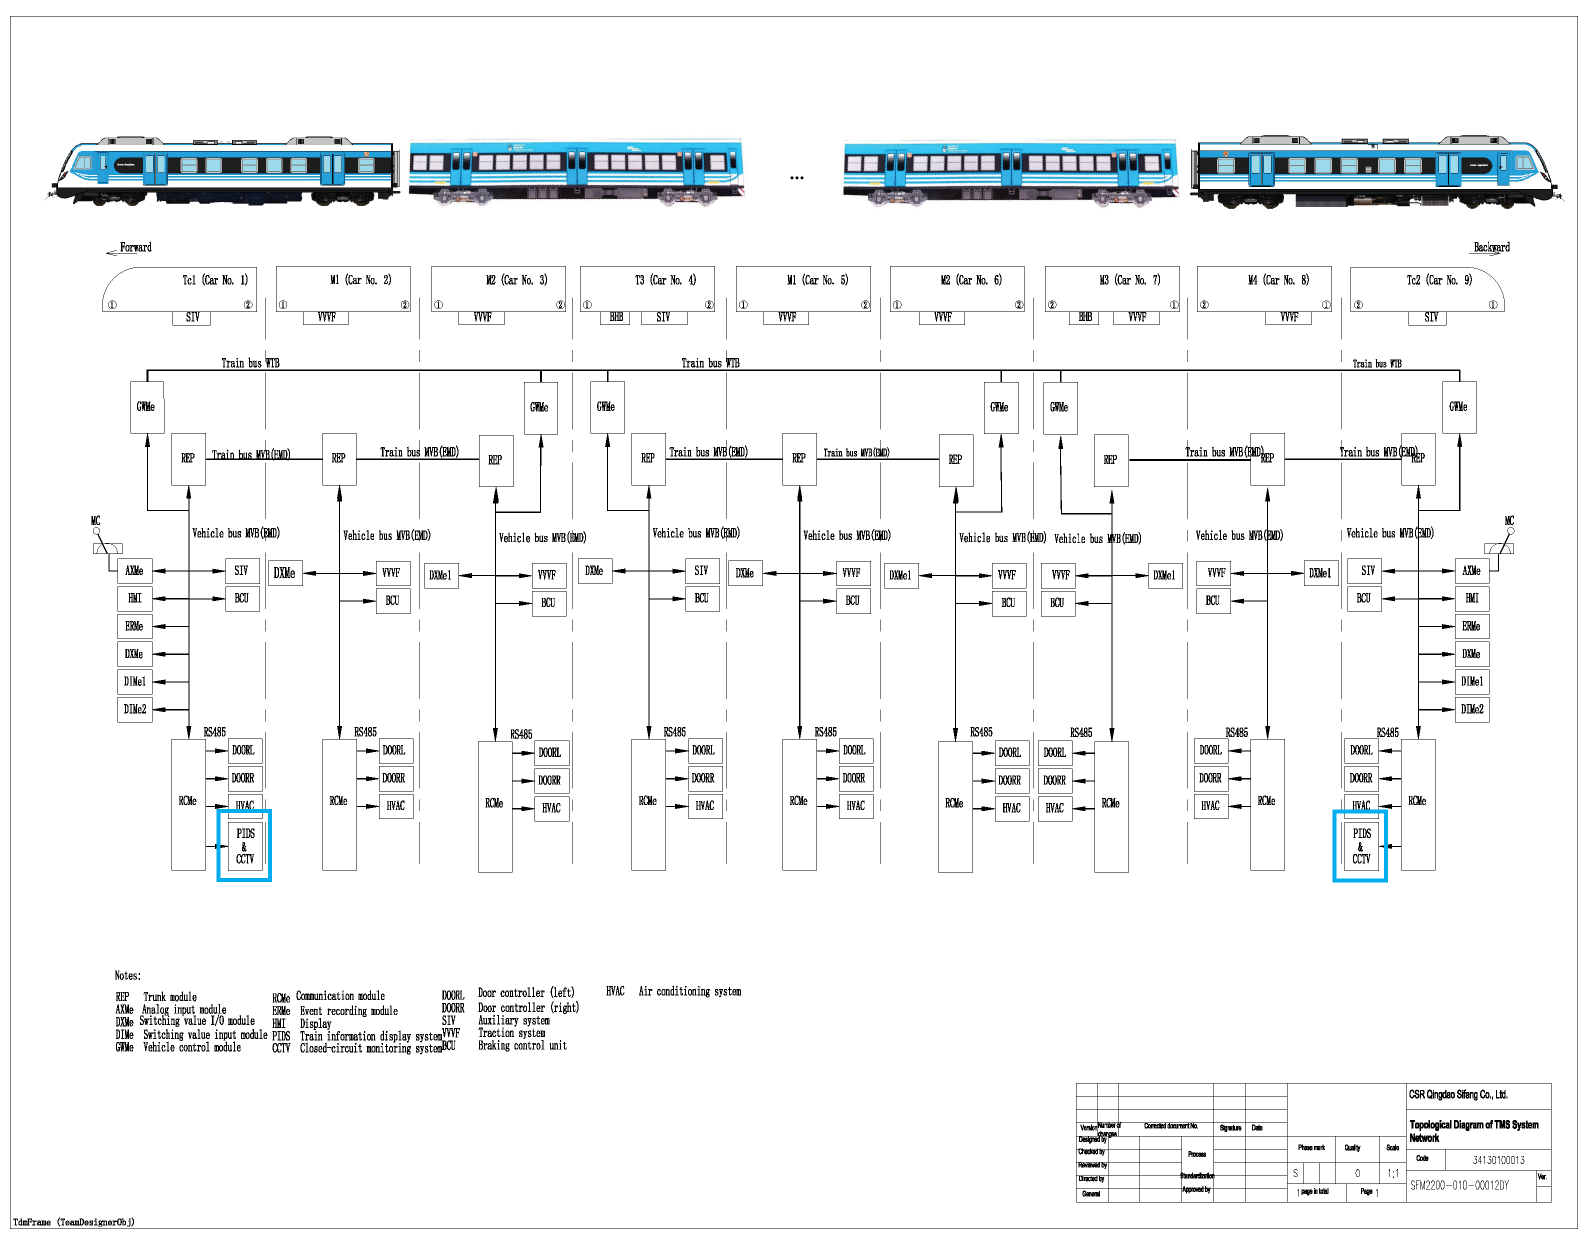 ...
Forward
Backward
Tc1 (Car No. 1)
M1 (Car No. 2)
M2 (Car No. 3)
T3 (Car No. 4)
M1 (Car No. 5)
M2 (Car No. 6)
M3 (Car No. 7)
M4 (Car No. 8)
Tc2 (Car No. 9)
① ② ① ② ① ② ① ② ① ② ① ② ② ① ② ① ② ①
SIV
VVVF
VVVF
BHB
SIV
VVVF
VVVF
BHB
VVVF
VVVF
SIV
Train bus WTB
Train bus WTB
Train bus WTB
GWMe
GWMe
GWMe
GWMe
GWMe
GWMe
REP
Train bus MVB(EMD)
REP
Train bus MVB(EMD)
REP
REP
Train bus MVB(EMD)
REP
Train bus MVB(EMD)
REP
REP
Train bus MVB(EMD)
REP
Train bus MVB(EMD)
REP
MC
MC
Vehicle bus MVB(EMD)
Vehicle bus MVB(EMD)
Vehicle bus MVB(EMD)
Vehicle bus MVB(EMD)
Vehicle bus MVB(EMD)
Vehicle bus MVB(EMD)
Vehicle bus MVB(EMD)
Vehicle bus MVB(EMD)
AXMe
SIV
DXMe
VVVF
DXMe1
VVVF
DXMe
SIV
DXMe
VVVF
DXMe1
VVVF
VVVF
DXMe1
VVVF
DXMe1
SIV
AXMe
HMI
BCU
BCU
BCU
BCU
BCU
BCU
BCU
BCU
BCU
HMI
ERMe
ERMe
DXMe
DXMe
DIMe1
DIMe1
DIMe2
DIMe2
RS485
RS485
RS485
RS485
RS485
RS485
RS485
RS485
RS485
DOORL
DOORL
DOORL
DOORL
DOORL
DOORL
DOORL
DOORL
DOORL
DOORR
DOORR
DOORR
DOORR
DOORR
DOORR
DOORR
DOORR
DOORR
RCMe
HVAC
RCMe
HVAC
RCMe
HVAC
RCMe
HVAC
RCMe
HVAC
RCMe
HVAC
HVAC
RCMe
HVAC
RCMe
HVAC
RCMe
PIDS
&
CCTV
PIDS
&
CCTV
Notes:
REP Trunk module
AXMe Analog input module
DXMe Switching value I/O module
DIMe Switching value input module
GWMe Vehicle control module
RCMe Communication module
ERMe Event recording module
HMI Display
PIDS Train information display system
CCTV Closed-circuit monitoring system
DOORL Door controller (left)
DOORR Door controller (right)
SIV Auxiliary system
VVVF Traction system
BCU Braking control unit
HVAC Air conditioning system
Version
Number of changes
Corrected document No.
Signature
Date
Designed by
Checked by
Process
Reviewed by
Directed by
Standardization
General
Approved by
Phase mark
Quality
Scale
S
0
1:1
1 page in total
Page 1
CSR Qingdao Sifang Co., Ltd.
Topological Diagram of TMS System
Network
Code
34130100013
SFM2200-010-00012DY
Ver.
TdmFrame (TeamDesignerObj)